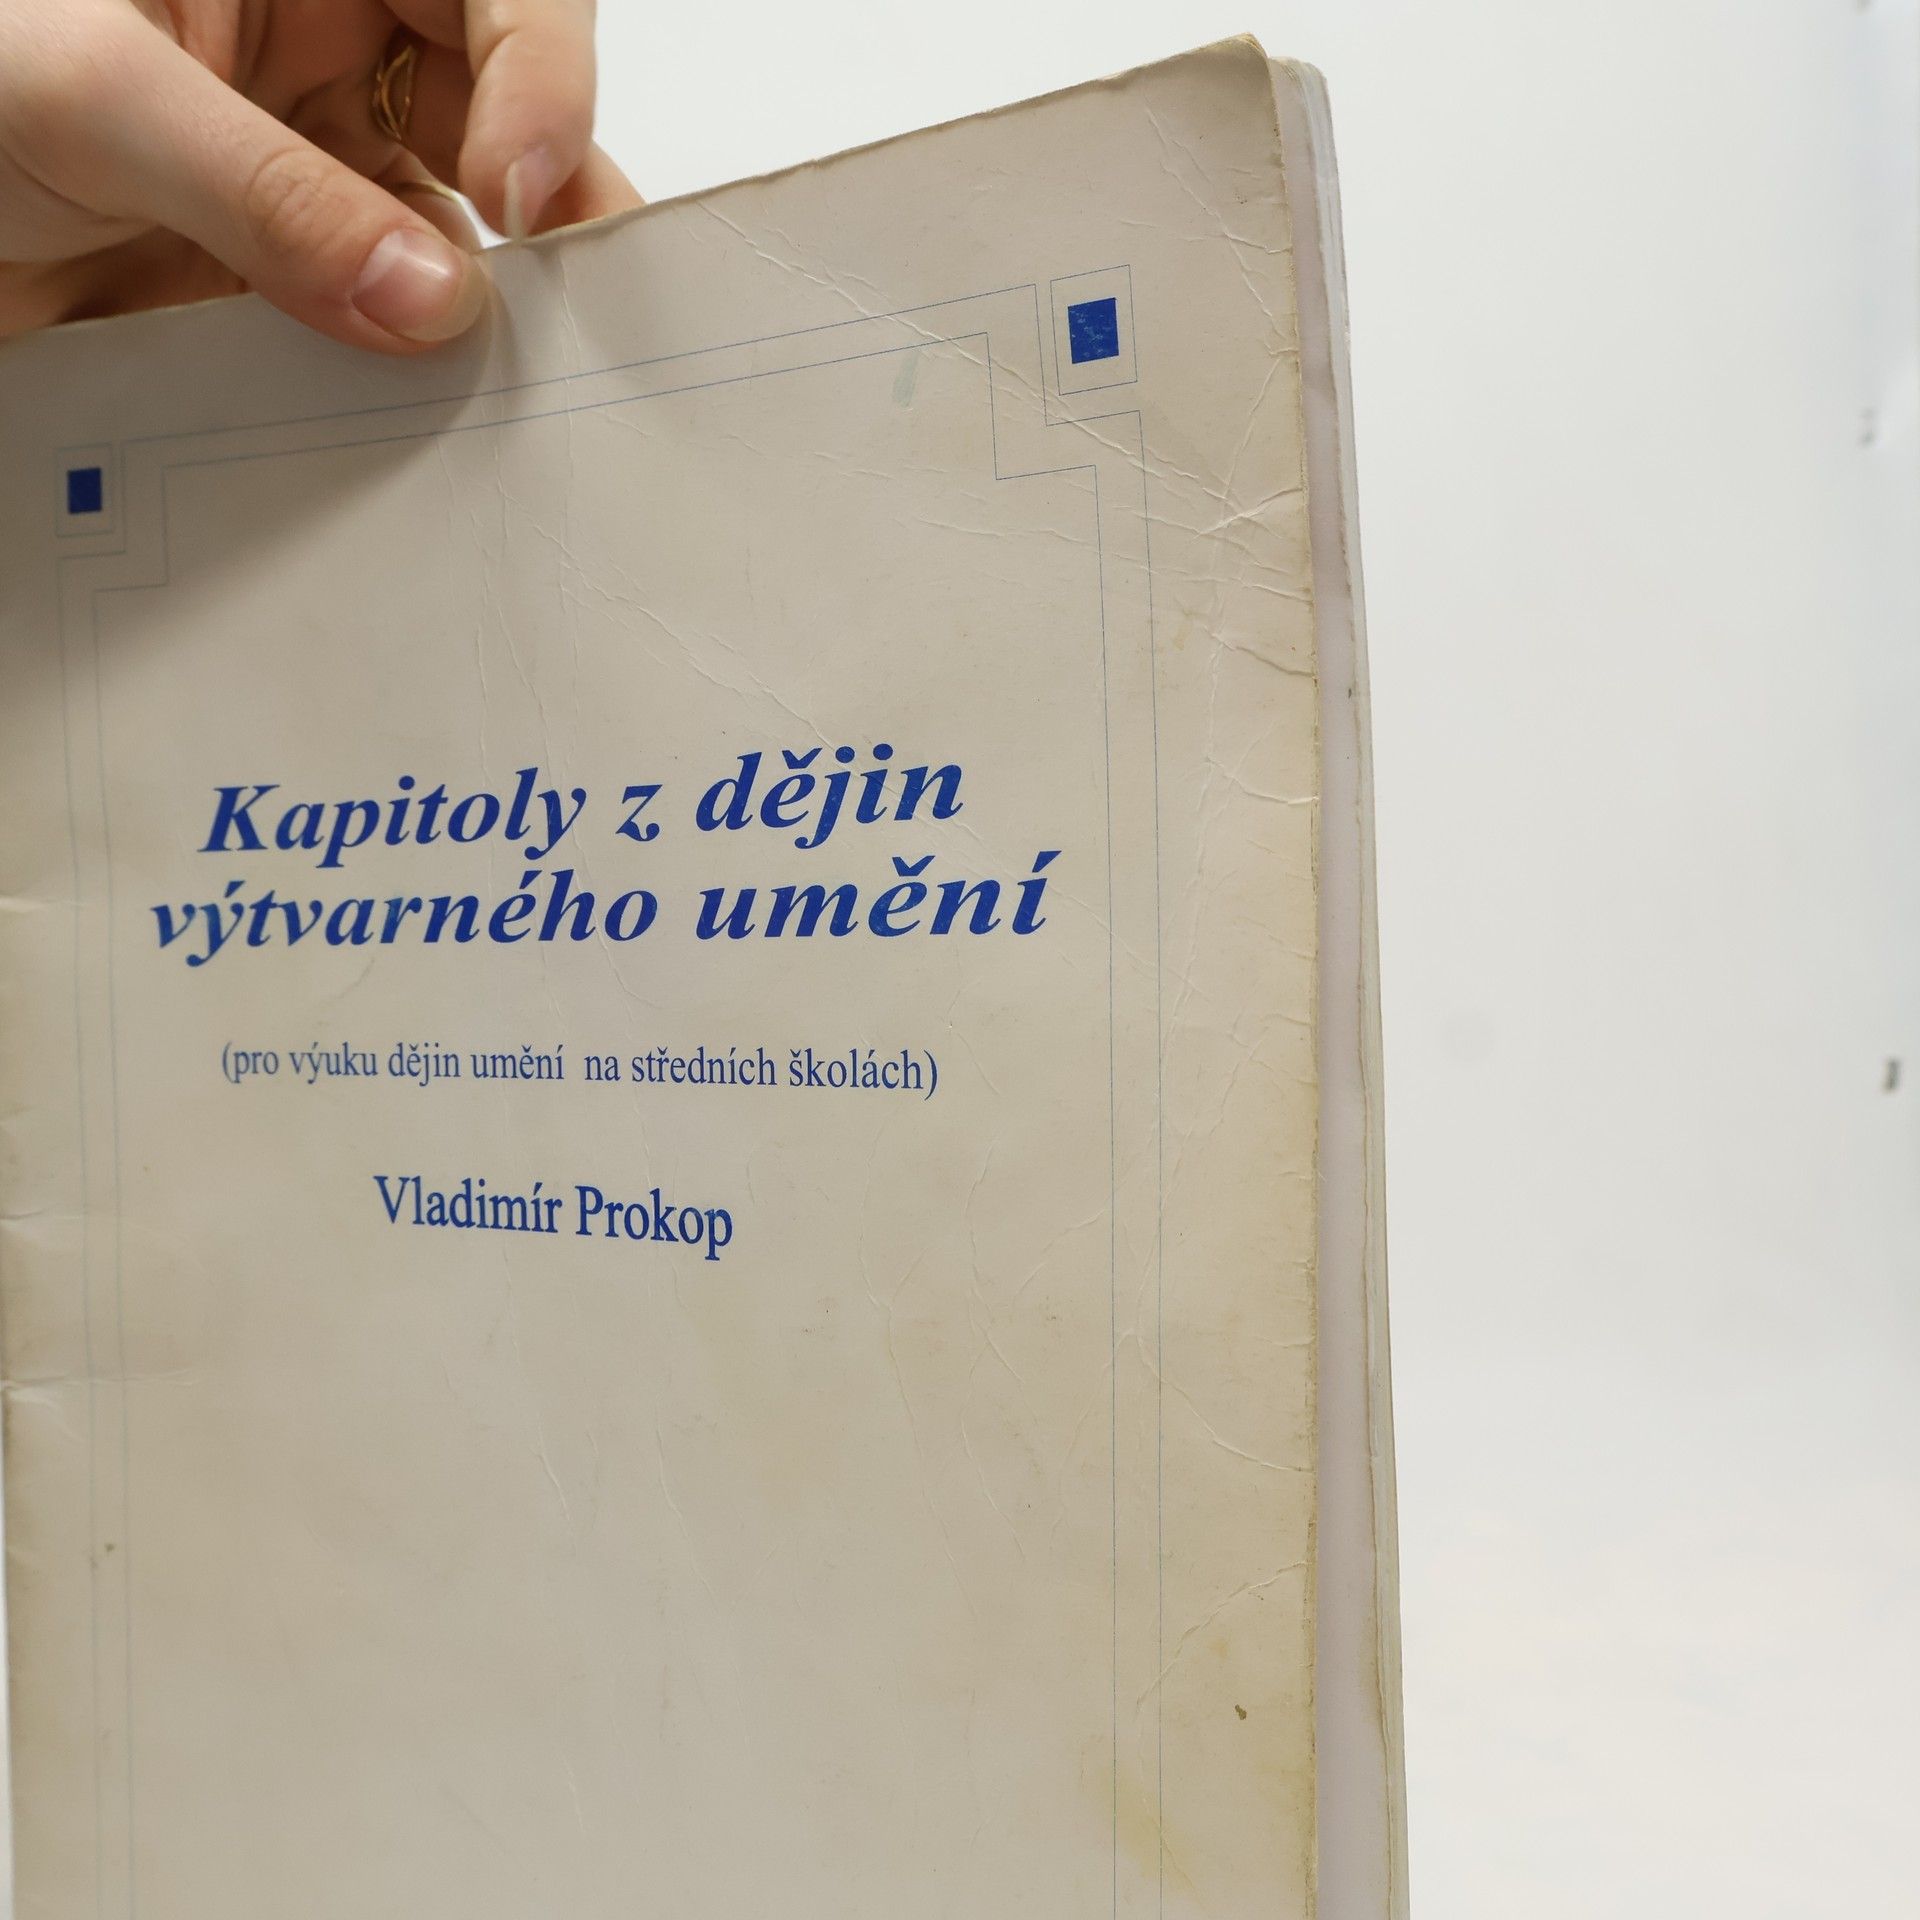 Kapitoly z dějin
výtvarného umění
(pro výuku dějin umění na středních školách)
Vladimír Prokop